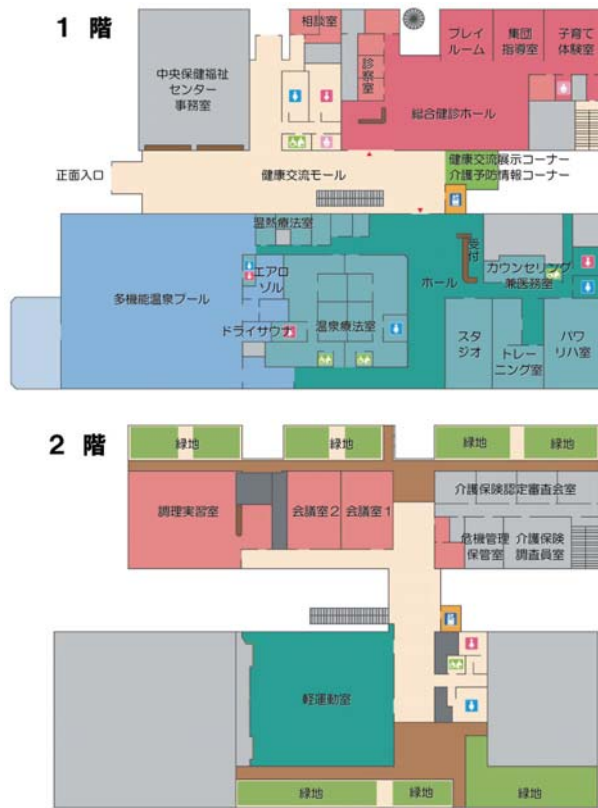 1 階
相談室
プレイ
ルーム
集団
指導室
子育て
体験室
中央保健福祉
センター
事務室
診察室
総合健診ホール
正面入口
健康交流モール
健康交流展示コーナー
介護予防情報コーナー
温熱療法室
受付
エアロ
ゾル
ホール
カウンセリング
兼医務室
多機能温泉プール
ドライサウナ
温泉療法室
スタ
ジオ
トレー
ニング室
パワ
リハ室
2 階
緑地
緑地
緑地
緑地
調理実習室
会議室2
会議室1
介護保険認定審査会室
危機管理
保管室
介護保険
調査員室
軽運動室
緑地
緑地
緑地